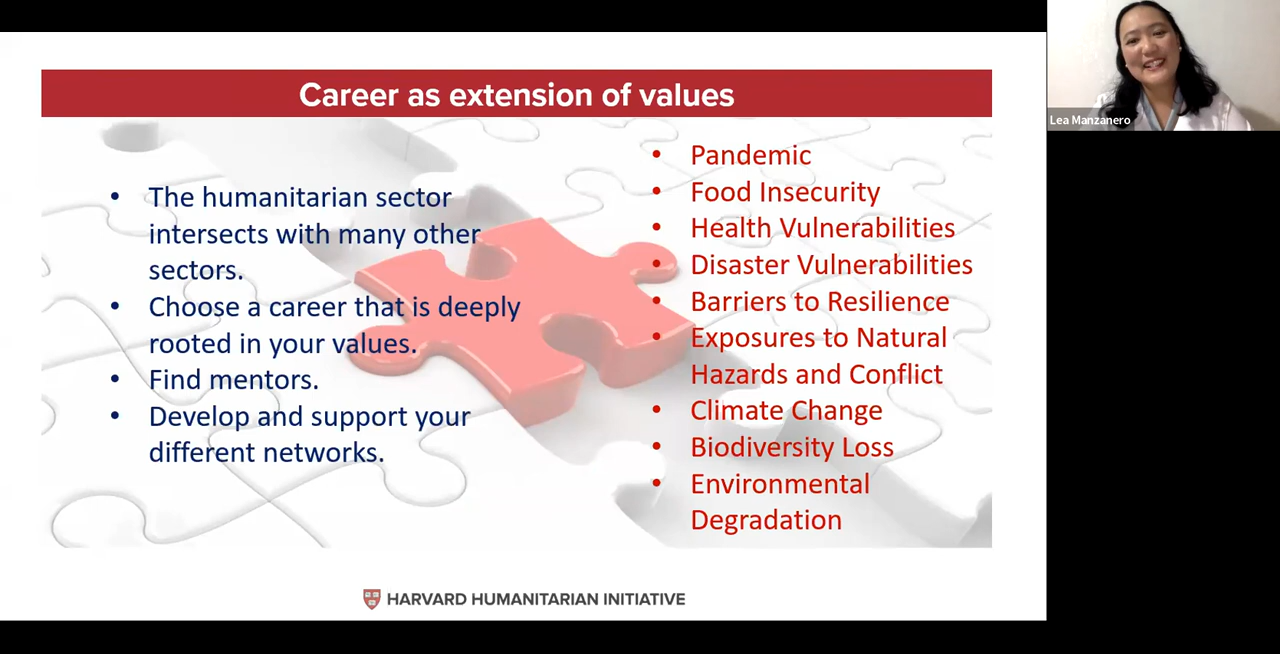 Career as extension of values
• The humanitarian sector
intersects with many other
sectors.
• Choose a career that is deeply
rooted in your values.
• Find mentors.
• Develop and support your
different networks.
• Pandemic
• Food Insecurity
• Health Vulnerabilities
• Disaster Vulnerabilities
• Barriers to Resilience
• Exposures to Natural
Hazards and Conflict
• Climate Change
• Biodiversity Loss
• Environmental
Degradation
HARVARD HUMANITARIAN INITIATIVE
Lea Manzanero